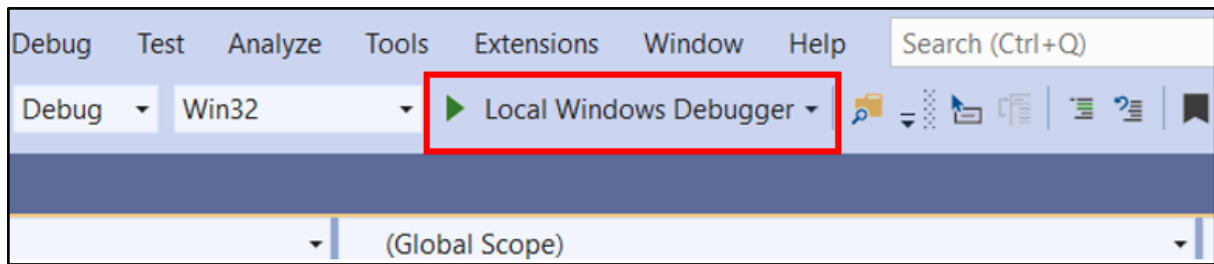 Debug Test Analyze Tools Extensions Window Help Search (Ctrl+Q)
Debug Win32 Local Windows Debugger
(Global Scope)